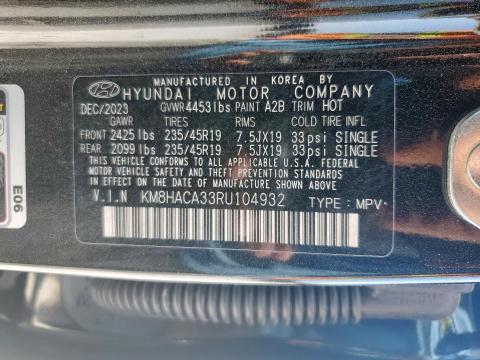 MANUFACTURED IN KOREA BY
HYUNDAI MOTOR COMPANY
DEC/2023 GVWR 4453lbs PAINT A2B TRIM HOT
GAWR TIRES RIMS COLD TIRE INFL
FRONT 2425 lbs 235/45R19 7.5JX19 33psi SINGLE
REAR 2099 lbs 235/45R19 7.5JX19 33psi SINGLE
THIS VEHICLE CONFORMS TO ALL APPLICABLE U.S.A. FEDERAL
MOTOR VEHICLE SAFETY, BUMPER, AND THEFT PREVENTION STANDARDS
IN EFFECT ON THE DATE OF MANUFACTURE SHOWN ABOVE
V.I.N KM8HACA33RU104932 TYPE: MPV
E06